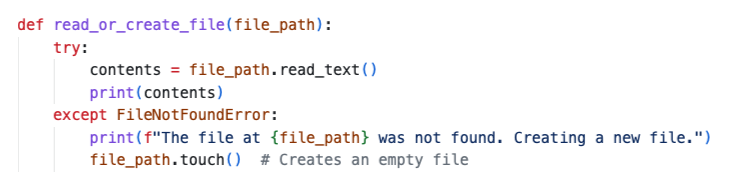 def read_or_create_file(file_path):
    try:
        contents = file_path.read_text()
        print(contents)
    except FileNotFoundError:
        print(f"The file at {file_path} was not found. Creating a new file.")
        file_path.touch()  # Creates an empty file